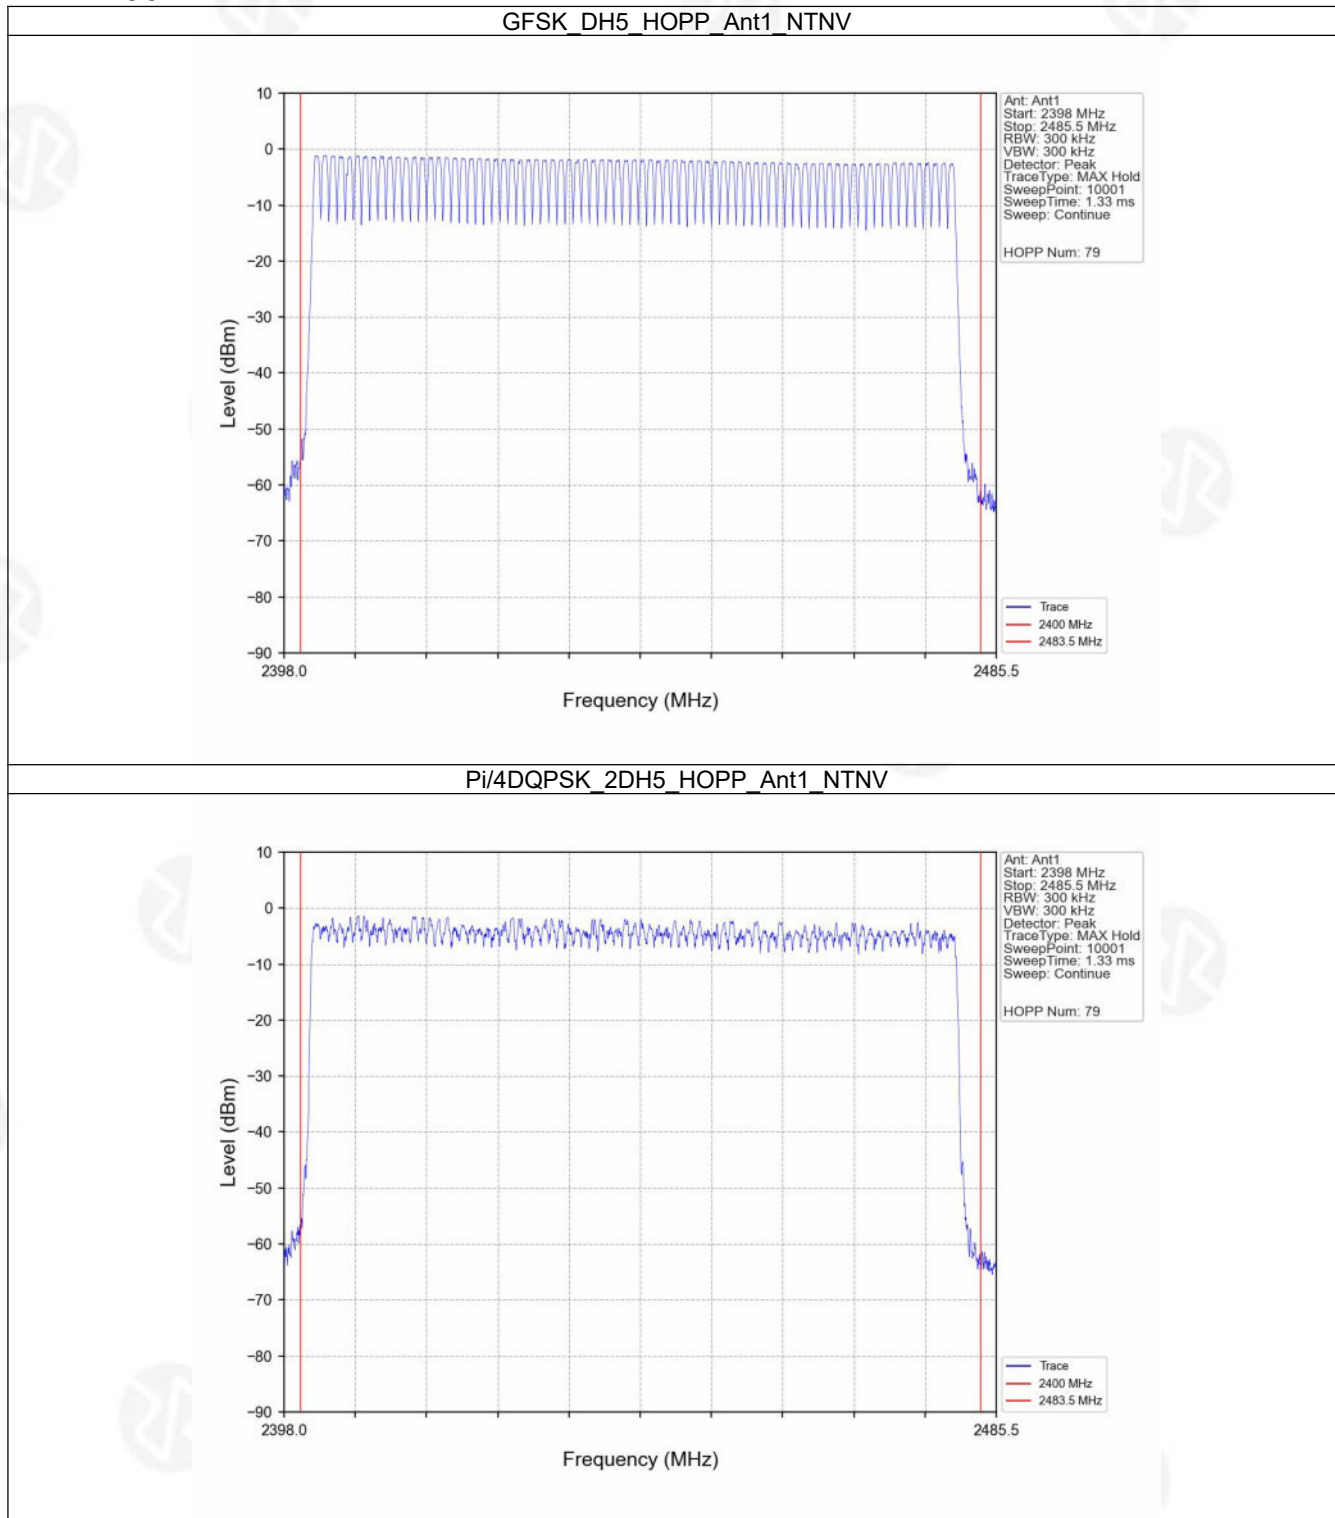 GFSK_DH5_HOPP_Ant1_NTNV
10
0
−10
−20
−30
−40
−50
−60
−70
−80
−90
Level (dBm)
2398.0
2485.5
Frequency (MHz)
Ant: Ant1
Start: 2398 MHz
Stop: 2485.5 MHz
RBW: 300 kHz
VBW: 300 kHz
Detector: Peak
TraceType: MAX Hold
SweepPoint: 10001
SweepTime: 1.33 ms
Sweep: Continue
HOPP Num: 79
Trace
2400 MHz
2483.5 MHz
Pi/4DQPSK_2DH5_HOPP_Ant1_NTNV
10
0
−10
−20
−30
−40
−50
−60
−70
−80
−90
Level (dBm)
2398.0
2485.5
Frequency (MHz)
Ant: Ant1
Start: 2398 MHz
Stop: 2485.5 MHz
RBW: 300 kHz
VBW: 300 kHz
Detector: Peak
TraceType: MAX Hold
SweepPoint: 10001
SweepTime: 1.33 ms
Sweep: Continue
HOPP Num: 79
Trace
2400 MHz
2483.5 MHz